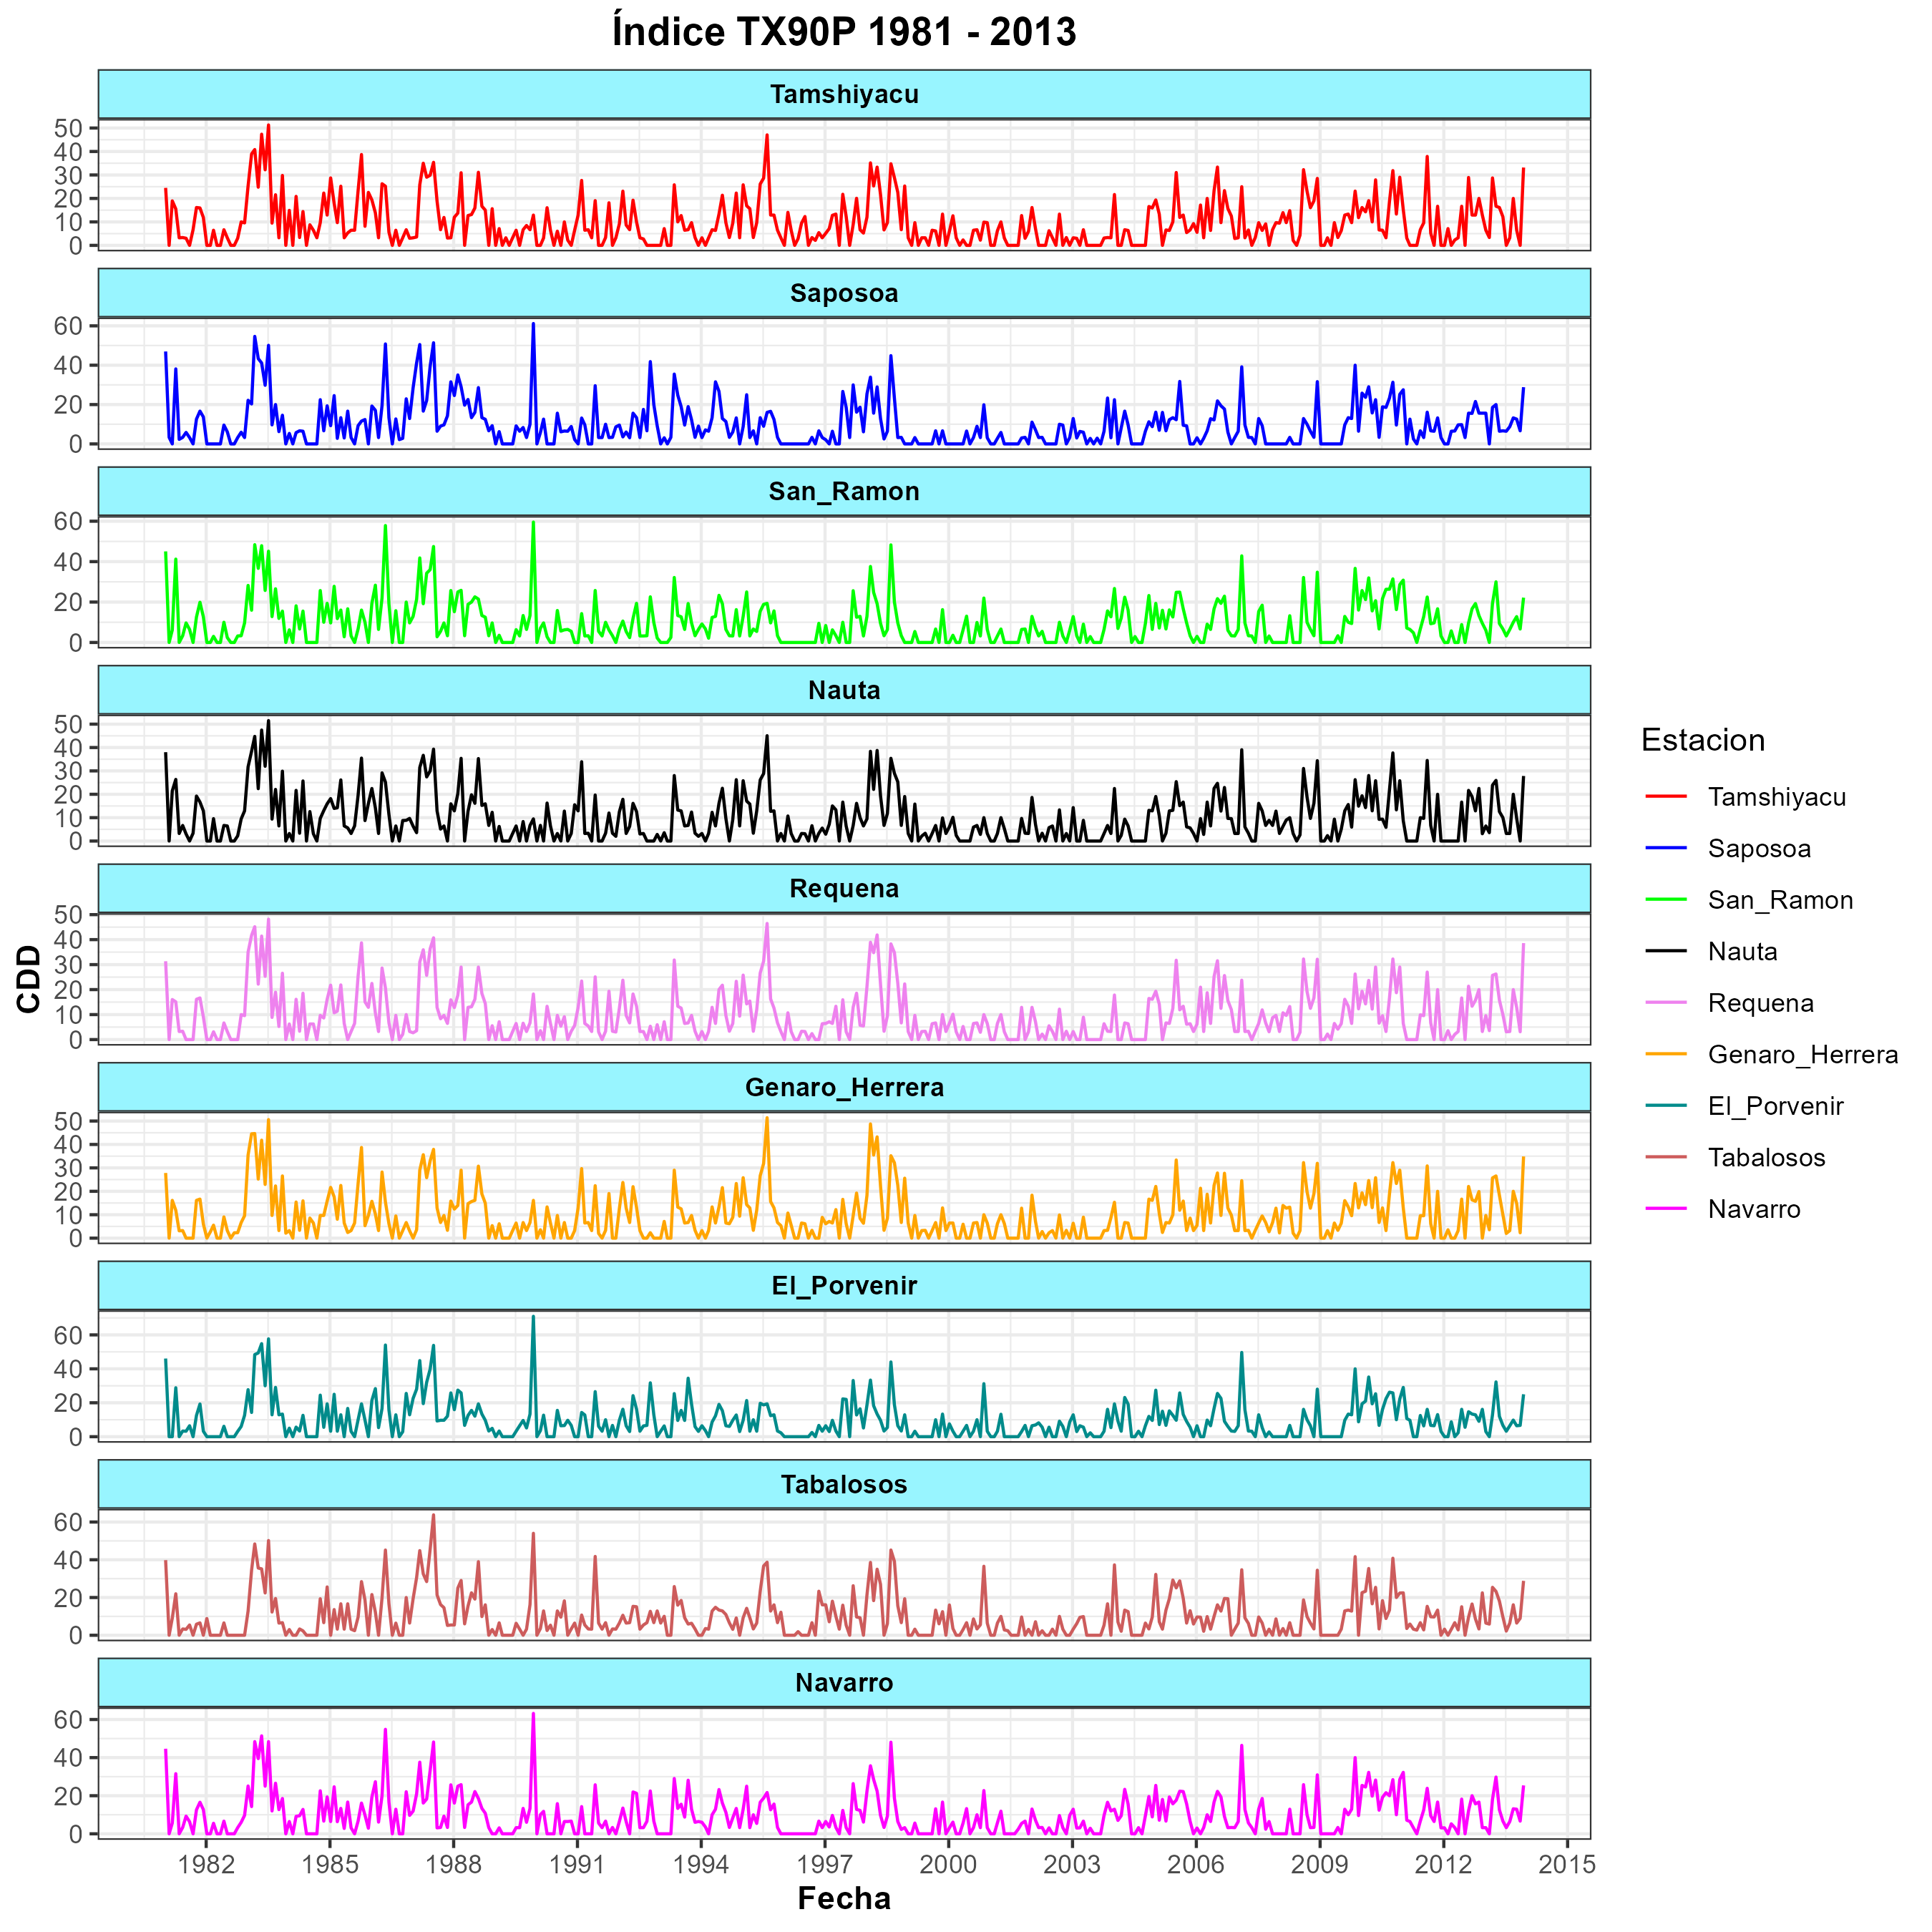 Índice TX90P 1981 - 2013
Tamshiyacu
50
40
30
20
10
0
Saposoa
60
40
20
0
San_Ramon
60
40
20
0
Nauta
50
40
30
20
10
0
Requena
50
40
30
20
10
0
Genaro_Herrera
50
40
30
20
10
0
El_Porvenir
60
40
20
0
Tabalosos
60
40
20
0
Navarro
60
40
20
0
1982 1985 1988 1991 1994 1997 2000 2003 2006 2009 2012 2015
Fecha
CDD
Estacion
Tamshiyacu
Saposoa
San_Ramon
Nauta
Requena
Genaro_Herrera
El_Porvenir
Tabalosos
Navarro